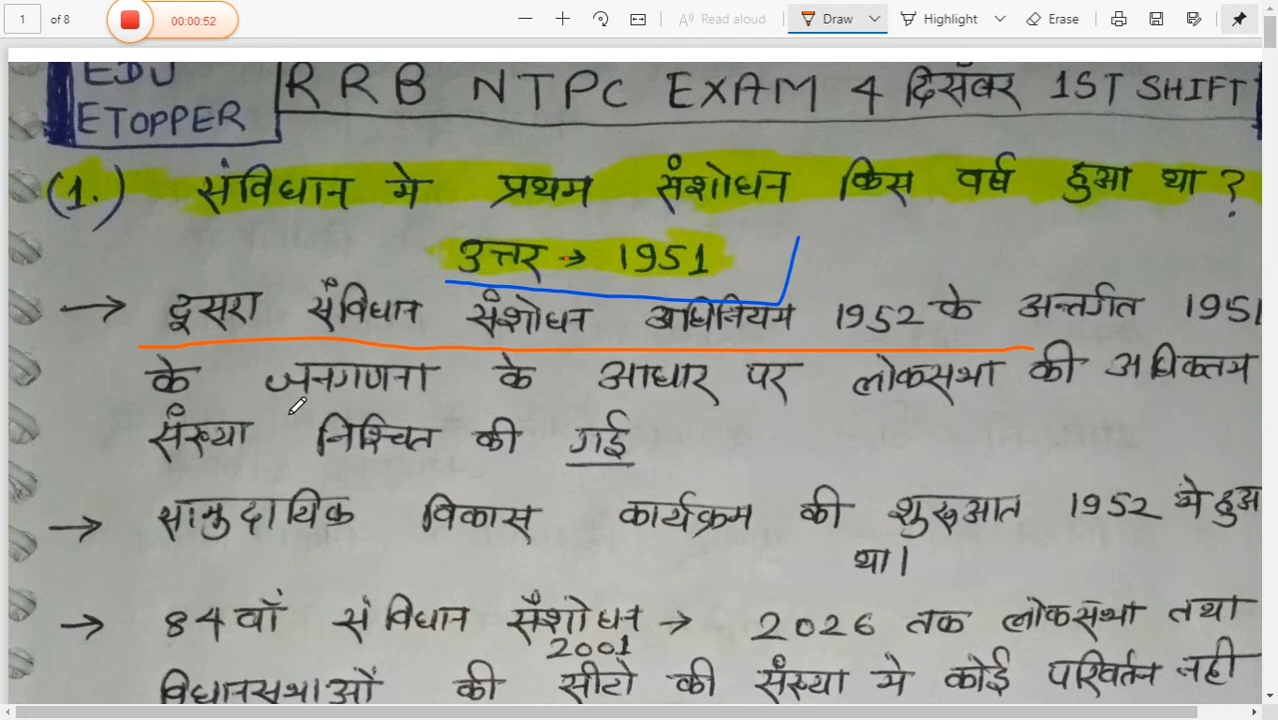 1 of 8 00:00:52 Read aloud Draw Highlight Erase
EDU
ETOPPER
RRB NTPC EXAM 4 दिसंबर 1ST SHIFT
(1.) संविधान मे प्रथम संशोधन किस वर्ष हुआ था ?
उत्तर → 1951
→ दूसरा संविधान संशोधन अधिनियम 1952 के अन्तर्गत 1951
के जनगणना के आधार पर लोकसभा की अधिकतम
संख्या निश्चित की गई
→ सामुदायिक विकास कार्यक्रम की शुरूआत 1952 मे हुआ
था।
→ 84वाँ संविधान संशोधन → 2026 तक लोकसभा तथा
2001
विधानसभाओं की सीटो की संख्या मे कोई परिवर्तन नही